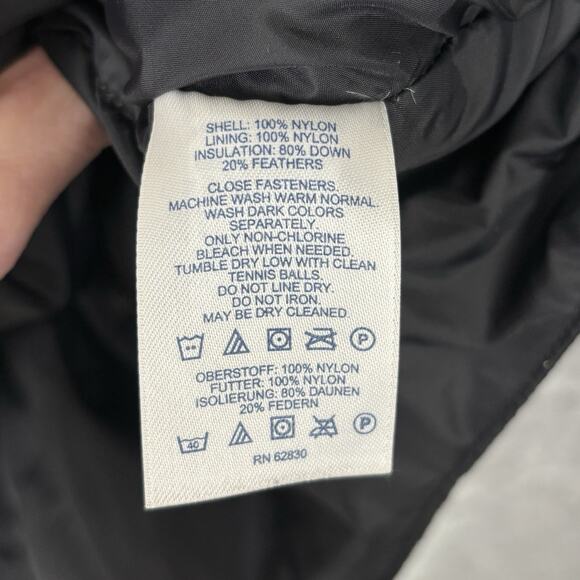 SHELL: 100% NYLON
LINING: 100% NYLON
INSULATION: 80% DOWN
20% FEATHERS
CLOSE FASTENERS.
MACHINE WASH WARM NORMAL.
WASH DARK COLORS
SEPARATELY.
ONLY NON-CHLORINE
BLEACH WHEN NEEDED.
TUMBLE DRY LOW WITH CLEAN
TENNIS BALLS.
DO NOT LINE DRY.
DO NOT IRON.
MAY BE DRY CLEANED
P
OBERSTOFF: 100% NYLON
FUTTER: 100% NYLON
ISOLIERUNG: 80% DAUNEN
20% FEDERN
40 P
RN 62830